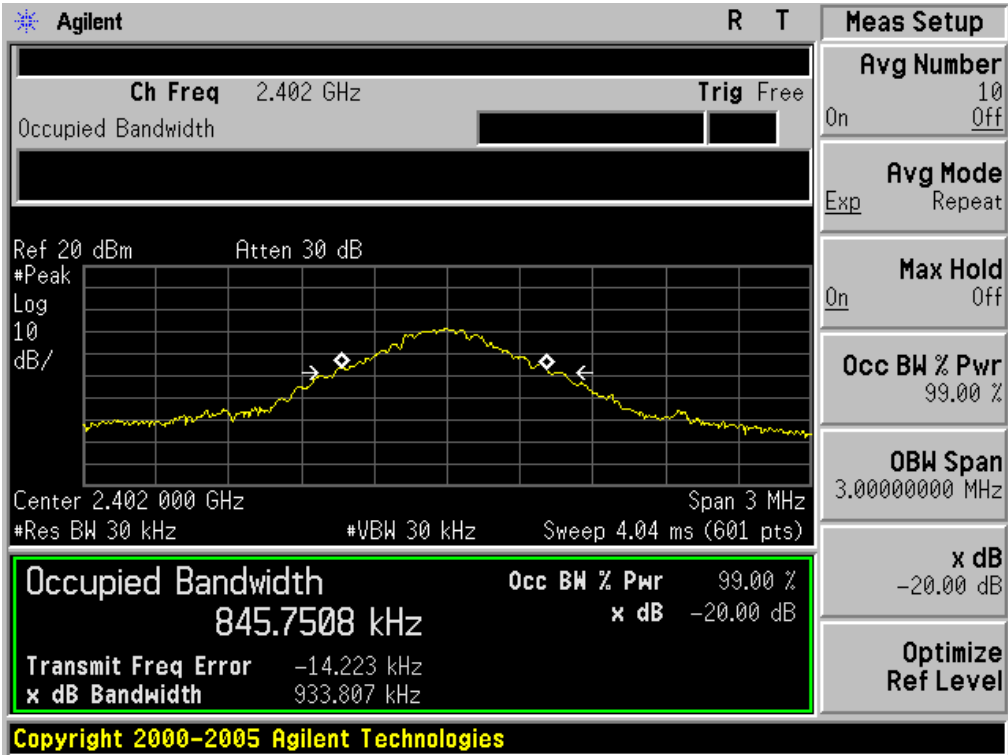 Agilent R T
Ch Freq 2.402 GHz Trig Free
Occupied Bandwidth
Ref 20 dBm Atten 30 dB
#Peak
Log
10
dB/
Center 2.402 000 GHz Span 3 MHz
#Res BW 30 kHz #VBW 30 kHz Sweep 4.04 ms (601 pts)
Occupied Bandwidth
845.7508 kHz
Occ BW % Pwr 99.00 %
x dB -20.00 dB
Transmit Freq Error -14.223 kHz
x dB Bandwidth 933.807 kHz
Copyright 2000-2005 Agilent Technologies
Meas Setup
Avg Number
10
On Off
Avg Mode
Exp Repeat
Max Hold
On Off
Occ BW % Pwr
99.00 %
OBW Span
3.00000000 MHz
x dB
-20.00 dB
Optimize
Ref Level